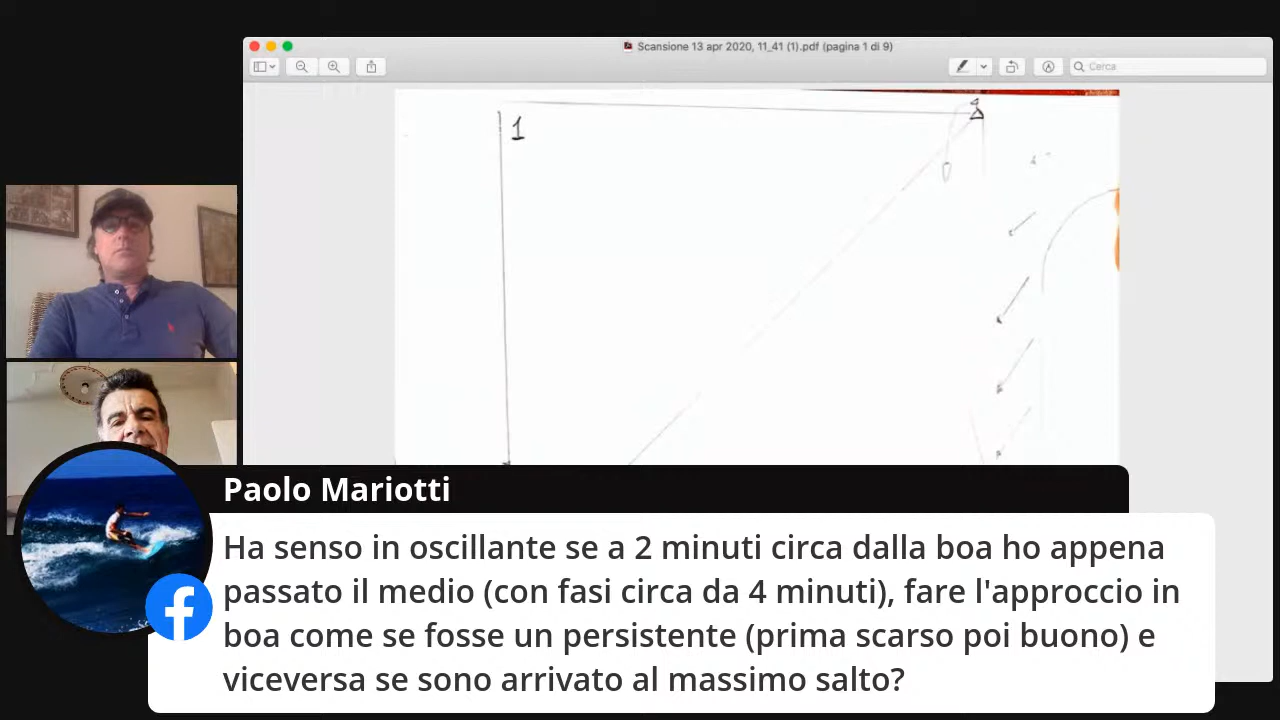 Scansione 13 apr 2020, 11_41 (1).pdf (pagina 1 di 9)
Cerca
1
Paolo Mariotti
Ha senso in oscillante se a 2 minuti circa dalla boa ho appena
passato il medio (con fasi circa da 4 minuti), fare l'approccio in
boa come se fosse un persistente (prima scarso poi buono) e
viceversa se sono arrivato al massimo salto?